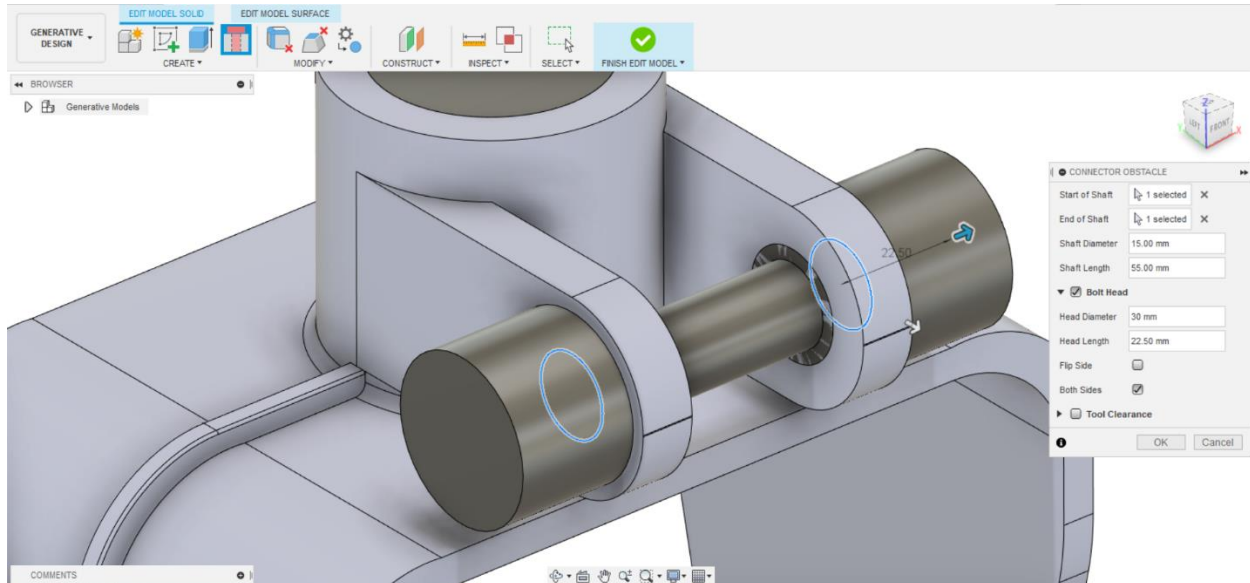 EDIT MODEL SOLID EDIT MODEL SURFACE
GENERATIVE DESIGN
CREATE MODIFY CONSTRUCT INSPECT SELECT FINISH EDIT MODEL
BROWSER
Generative Models
Z
LEFT FRONT
Y X
22.50
CONNECTOR OBSTACLE
Start of Shaft 1 selected
End of Shaft 1 selected
Shaft Diameter 15.00 mm
Shaft Length 55.00 mm
Bolt Head
Head Diameter 30 mm
Head Length 22.50 mm
Flip Side
Both Sides
Tool Clearance
OK Cancel
COMMENTS